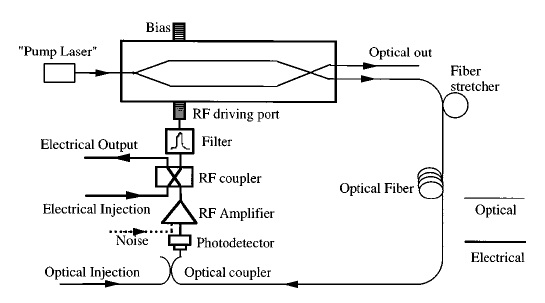 Bias
"Pump Laser"
Optical out
Fiber
stretcher
RF driving port
Filter
Electrical Output
RF coupler
Optical Fiber
Electrical Injection
Optical
RF Amplifier
Noise
Photodetector
Electrical
Optical Injection
Optical coupler